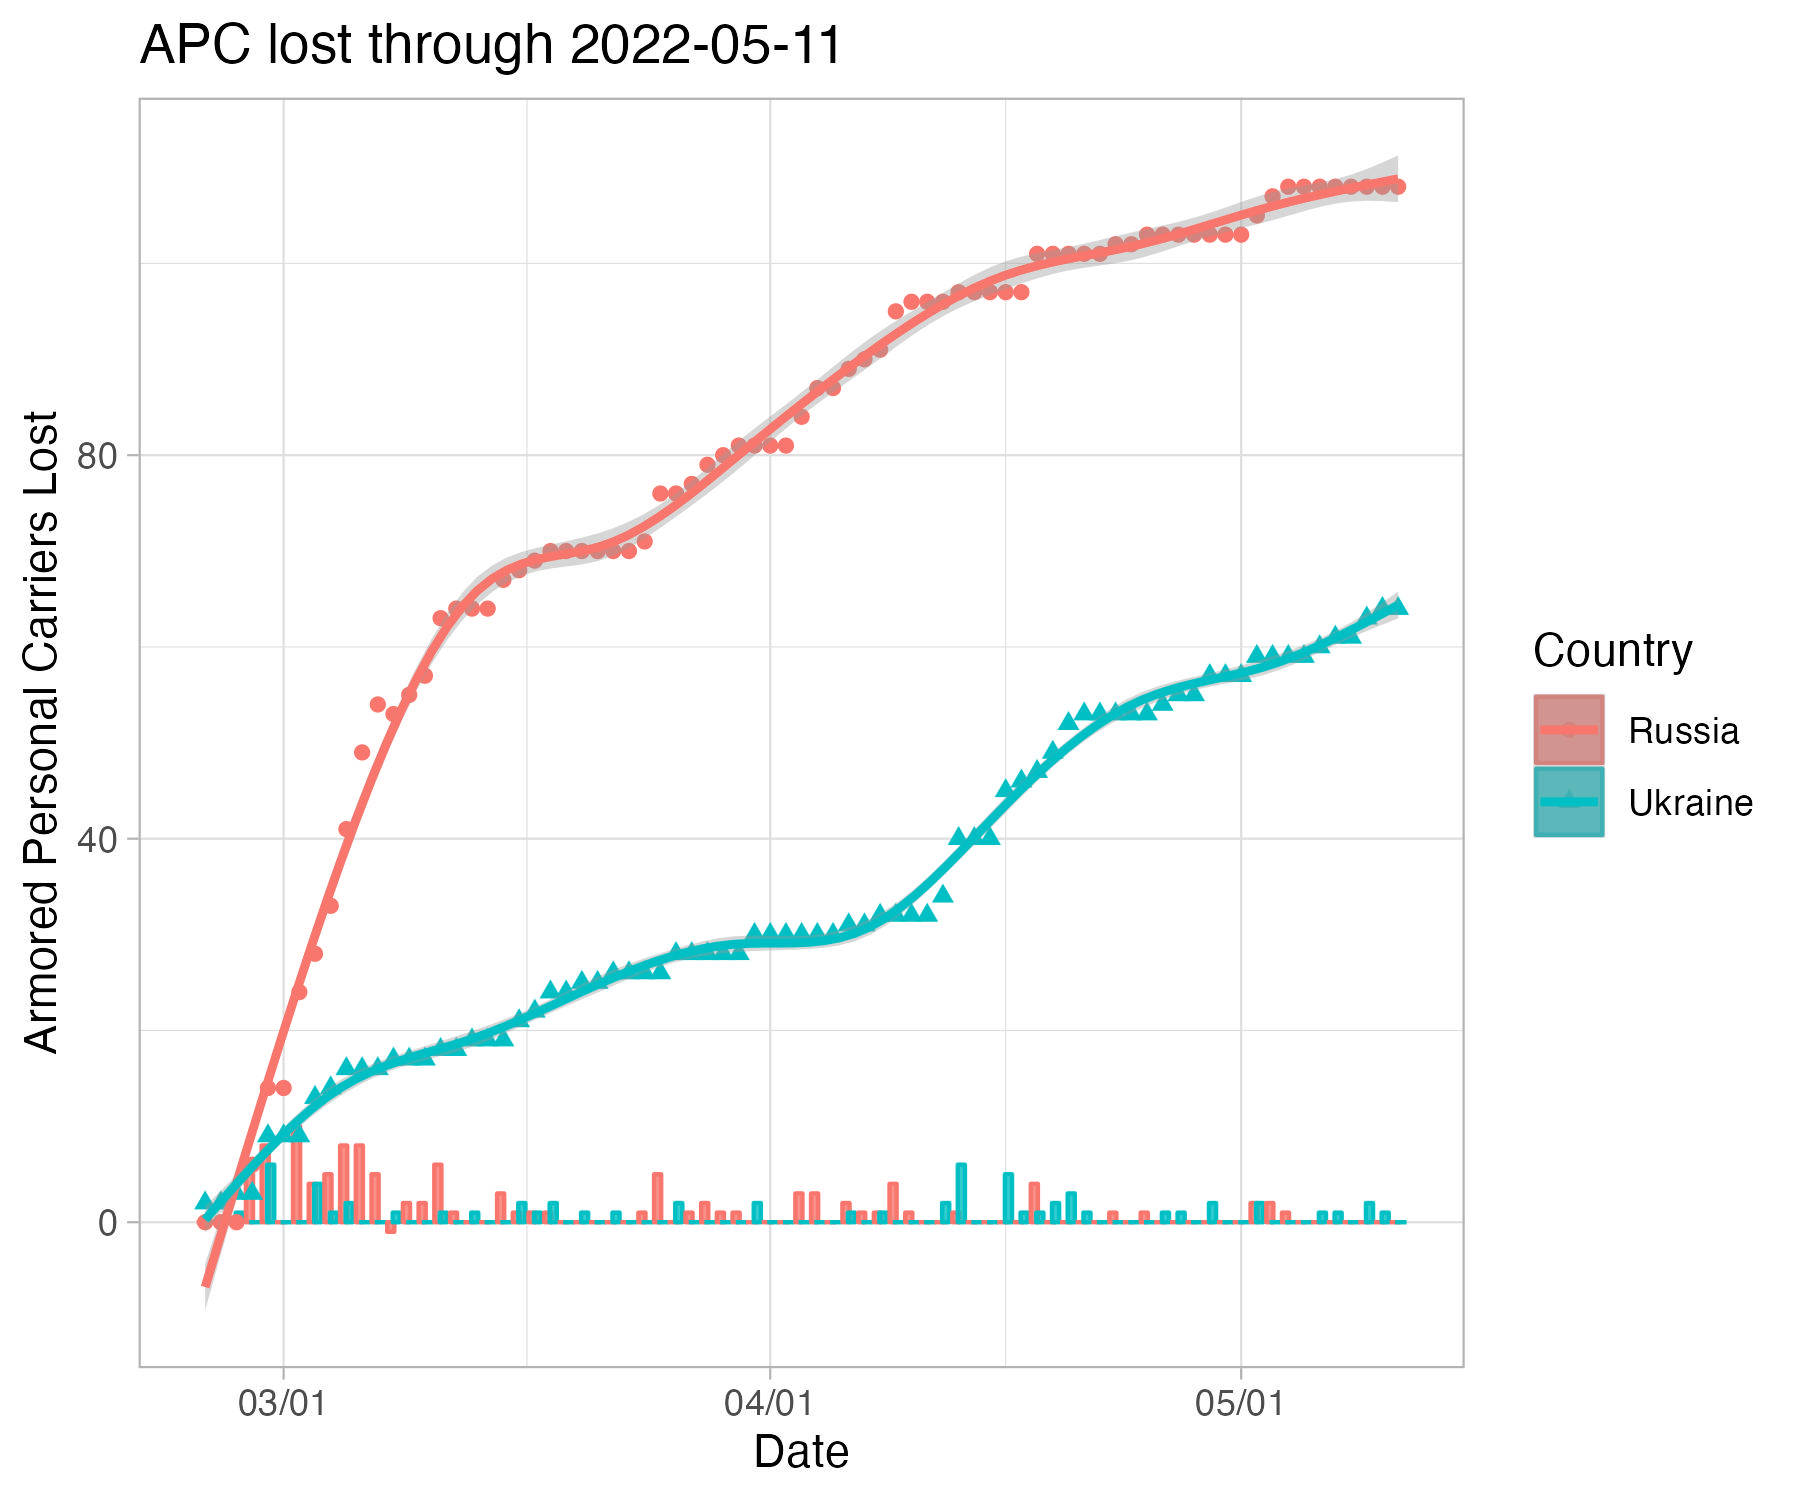 APC lost through 2022-05-11
Armored Personal Carriers Lost
80
40
0
03/01
04/01
05/01
Date
Country
Russia
Ukraine